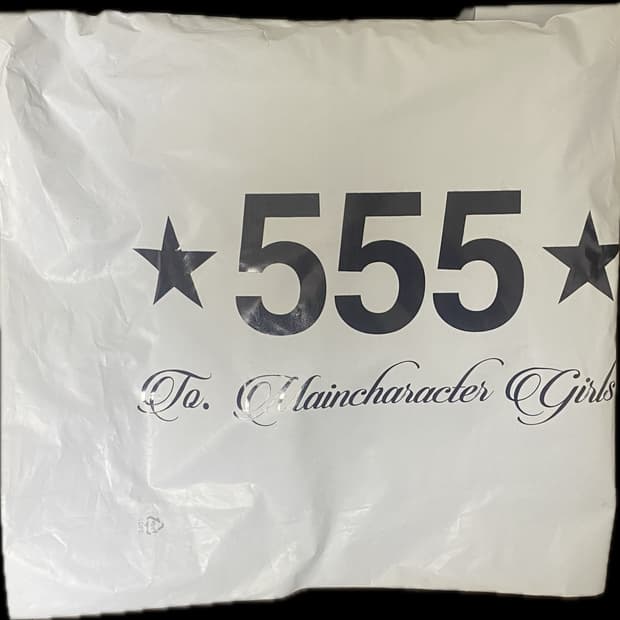 ★555★
To. Maincharacter Girls